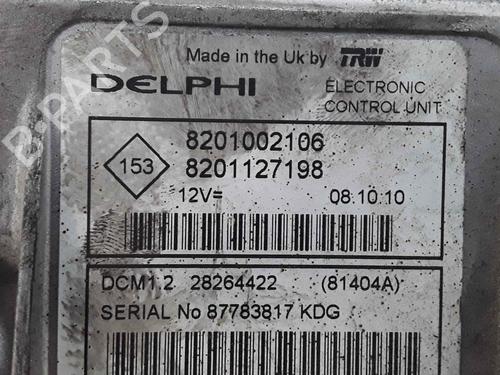 Made in the Uk by TRW
DELPHI
ELECTRONIC
CONTROL UNIT
153
8201002106
8201127198
12V=
08.10.10
DCM1.2 28264422 (81404A)
SERIAL No 87783817 KDG
B-PARTS